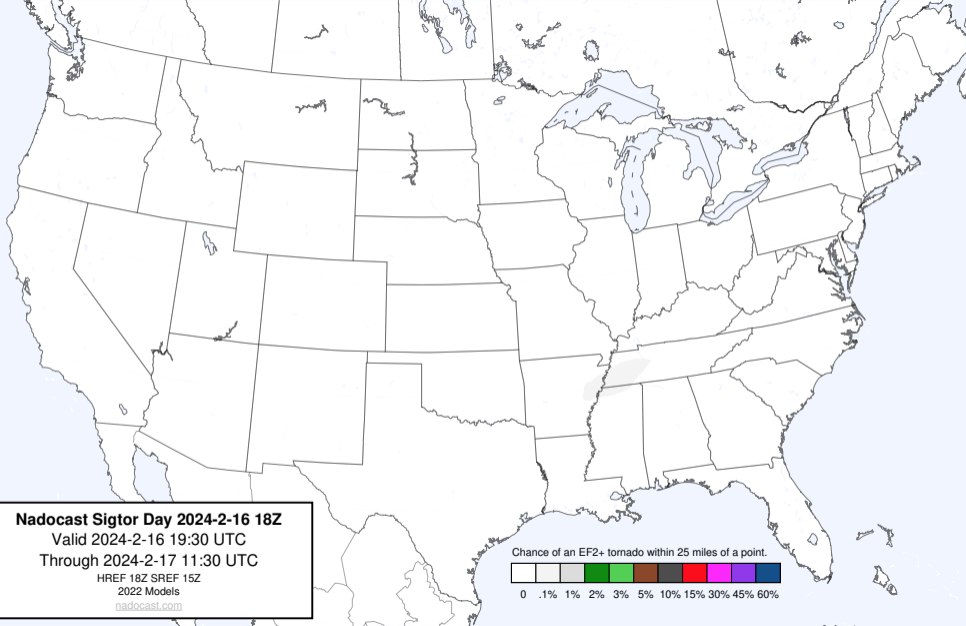 Nadocast Sigtor Day 2024-2-16 18Z
Valid 2024-2-16 19:30 UTC
Through 2024-2-17 11:30 UTC
HREF 18Z SREF 15Z
2022 Models
nadocast.com
Chance of an EF2+ tornado within 25 miles of a point.
0 .1% 1% 2% 3% 5% 10% 15% 30% 45% 60%